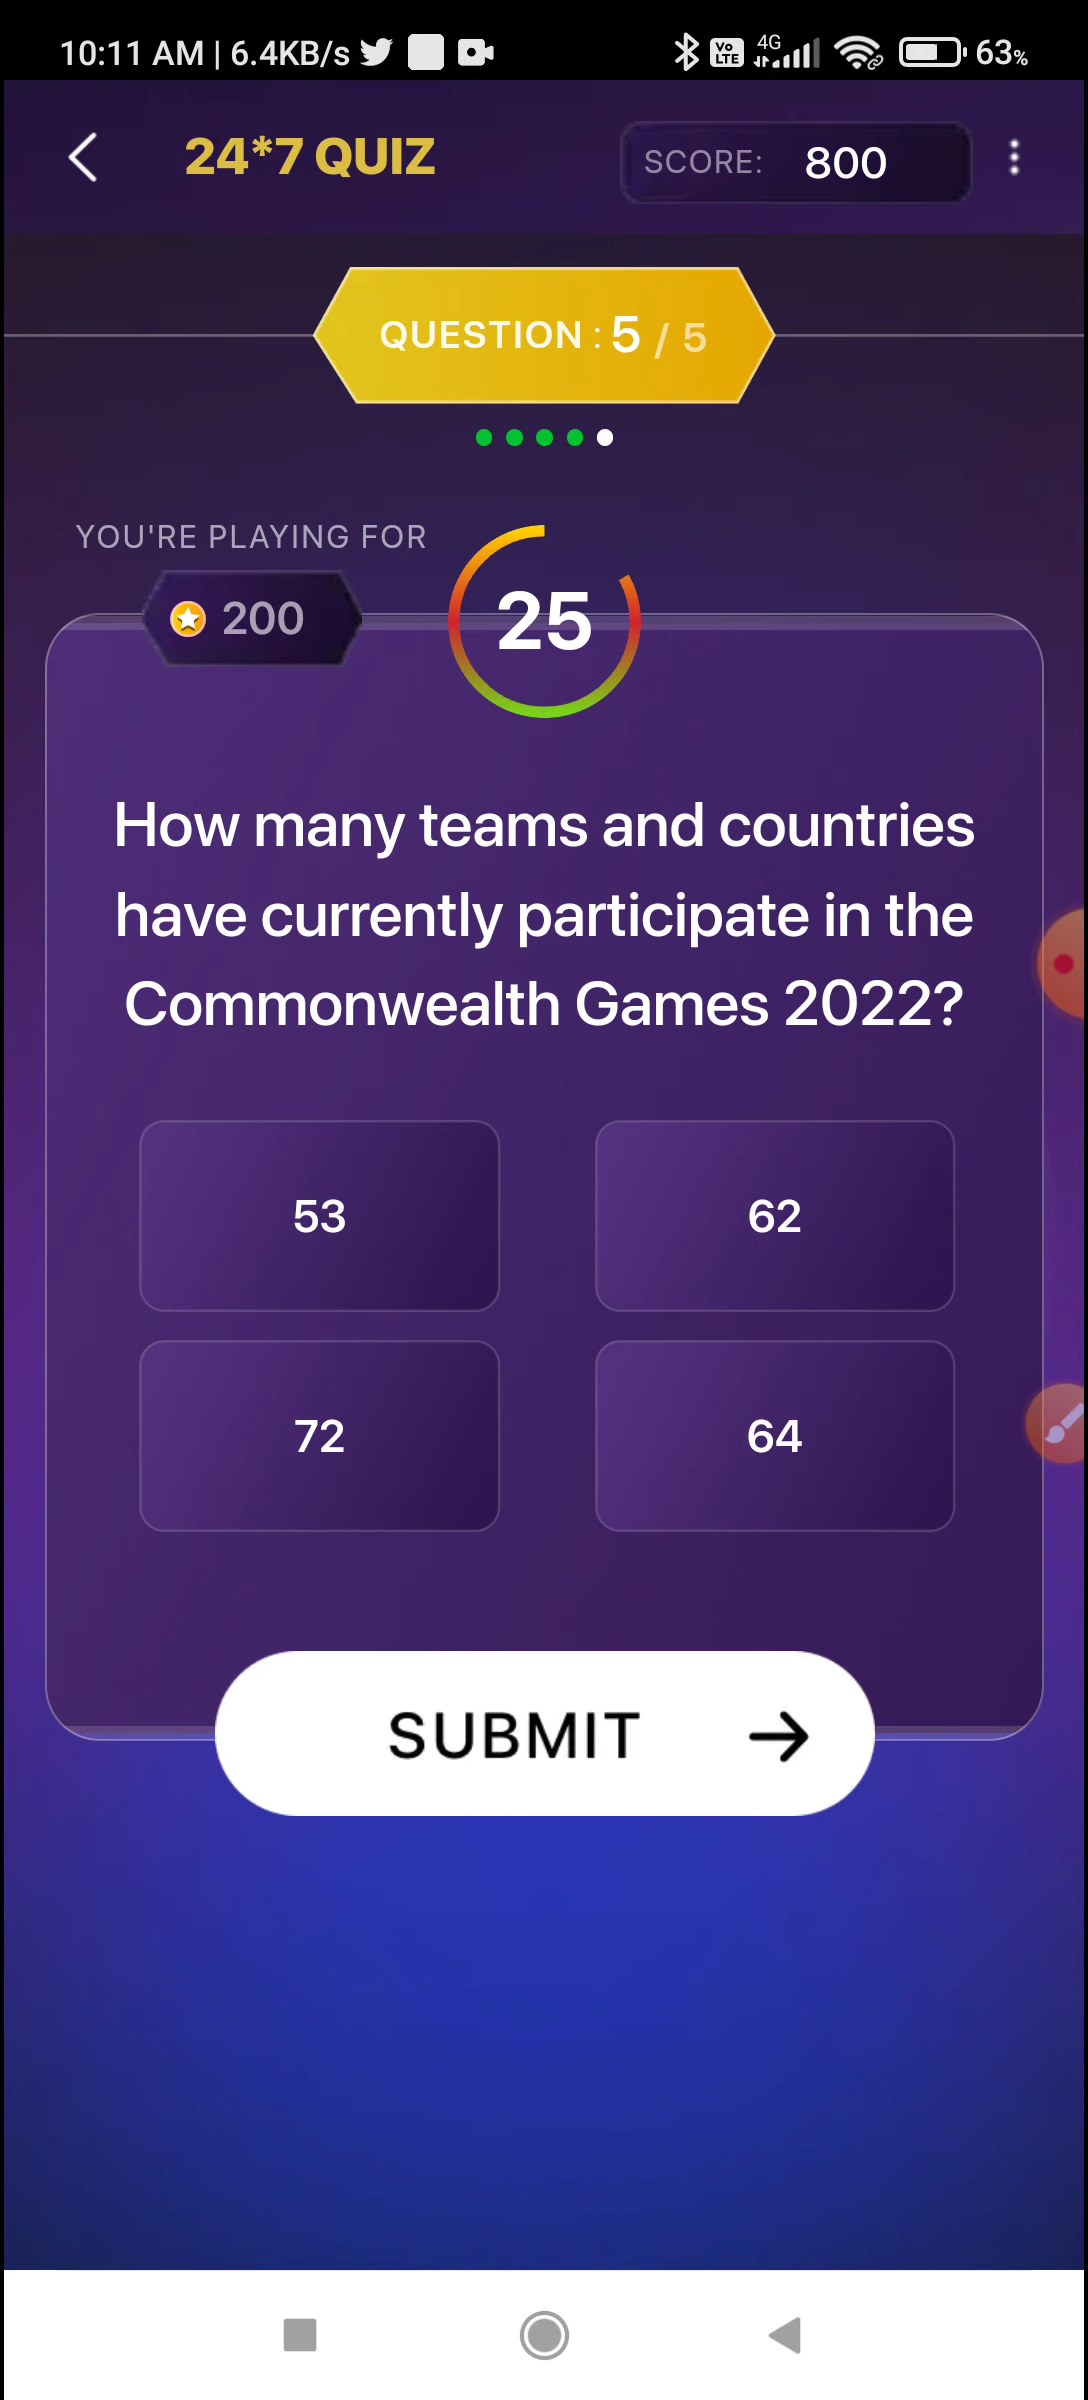 10:11 AM | 6.4KB/s Vo LTE 4G 63%
24*7 QUIZ SCORE: 800
QUESTION : 5 / 5
YOU'RE PLAYING FOR
200 25
How many teams and countries
have currently participate in the
Commonwealth Games 2022?
53 62
72 64
SUBMIT